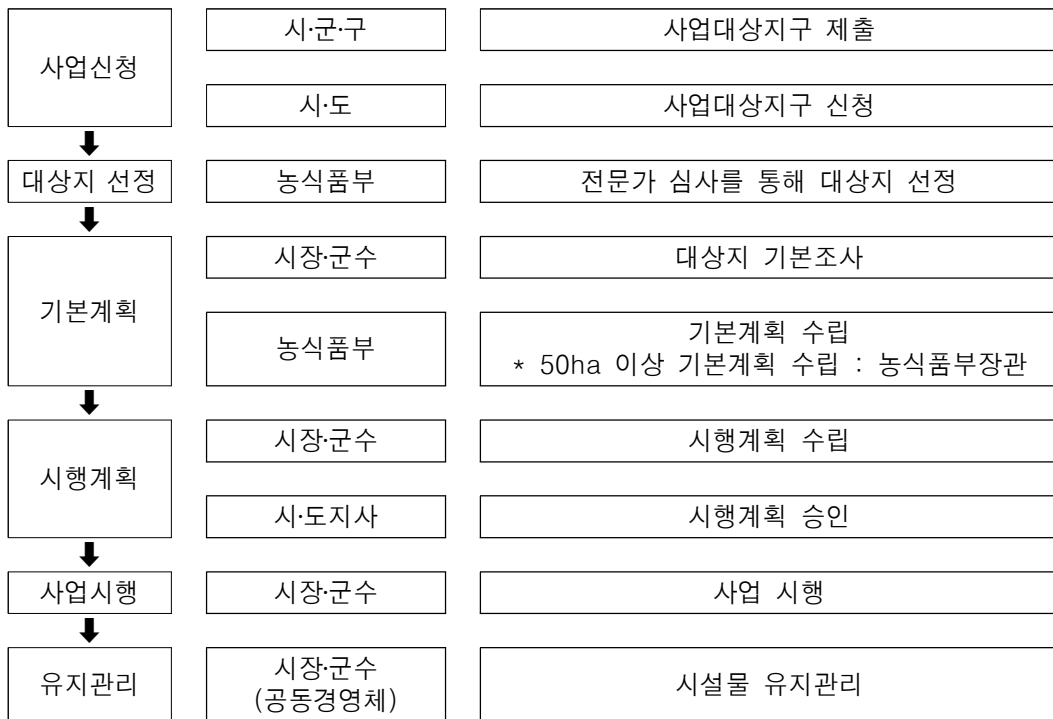 사업신청
시·군·구
사업대상지구 제출
시·도
사업대상지구 신청
대상지 선정
농식품부
전문가 심사를 통해 대상지 선정
기본계획
시장·군수
대상지 기본조사
농식품부
기본계획 수립
* 50ha 이상 기본계획 수립 : 농식품부장관
시행계획
시장·군수
시행계획 수립
시·도지사
시행계획 승인
사업시행
시장·군수
사업 시행
유지관리
시장·군수
(공동경영체)
시설물 유지관리